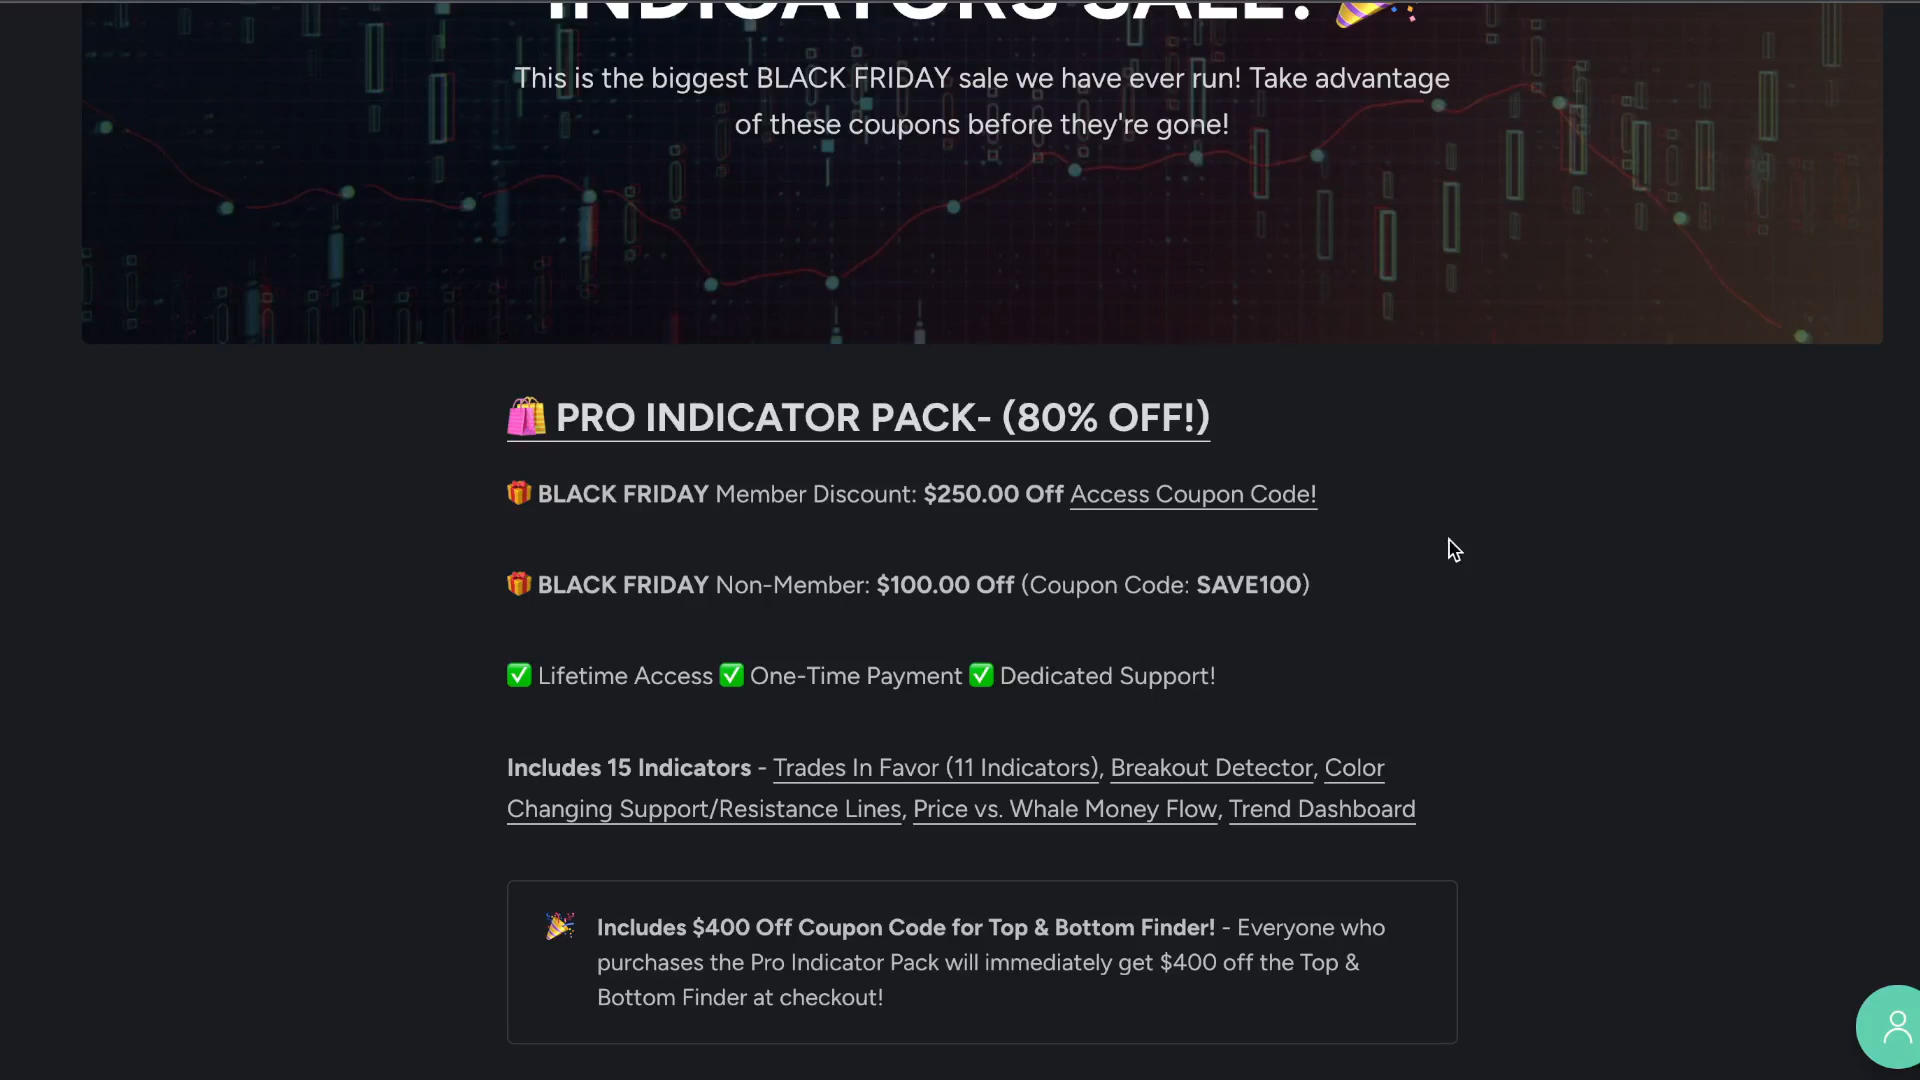 INDICATORS SALE! 🎉
This is the biggest BLACK FRIDAY sale we have ever run! Take advantage
of these coupons before they're gone!
🛍️ PRO INDICATOR PACK- (80% OFF!)
🎁 BLACK FRIDAY Member Discount: $250.00 Off Access Coupon Code!
🎁 BLACK FRIDAY Non-Member: $100.00 Off (Coupon Code: SAVE100)
✅ Lifetime Access ✅ One-Time Payment ✅ Dedicated Support!
Includes 15 Indicators - Trades In Favor (11 Indicators), Breakout Detector, Color
Changing Support/Resistance Lines, Price vs. Whale Money Flow, Trend Dashboard
🎉 Includes $400 Off Coupon Code for Top & Bottom Finder! - Everyone who
purchases the Pro Indicator Pack will immediately get $400 off the Top &
Bottom Finder at checkout!